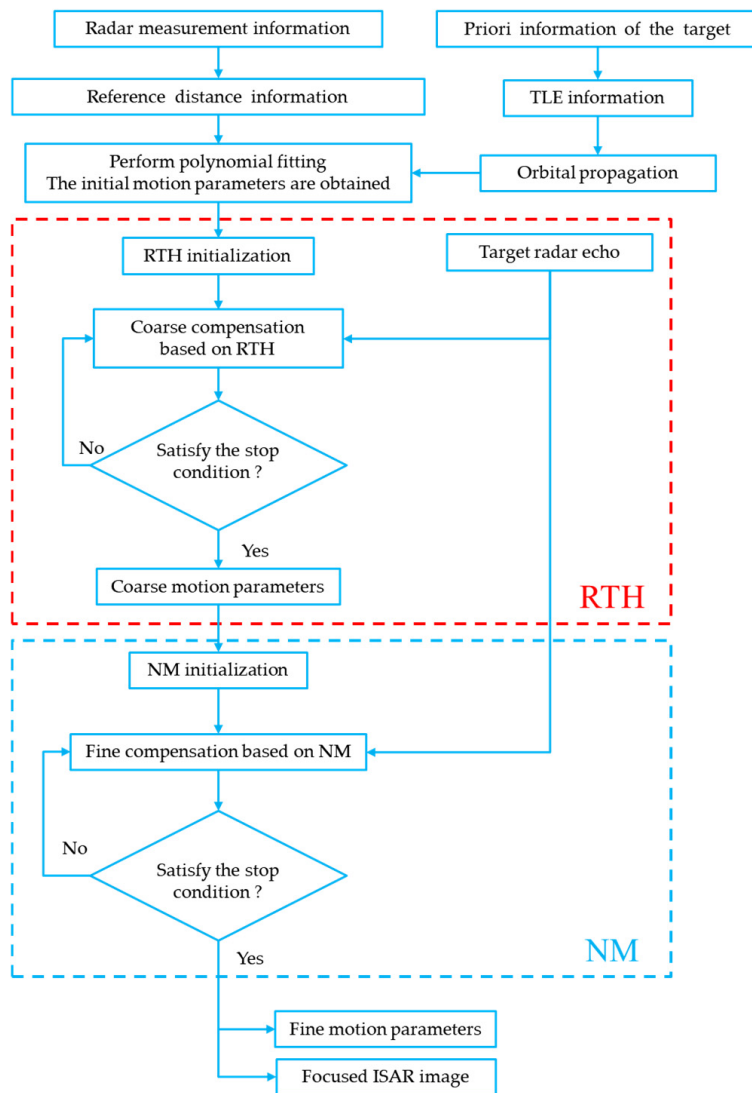 Radar measurement information
Priori information of the target
Reference distance information
TLE information
Perform polynomial fitting
The initial motion parameters are obtained
Orbital propagation
RTH initialization
Target radar echo
Coarse compensation
based on RTH
No
Satisfy the stop
condition ?
Yes
Coarse motion parameters
RTH
NM initialization
Fine compensation based on NM
No
Satisfy the stop
condition ?
Yes
NM
Fine motion parameters
Focused ISAR image